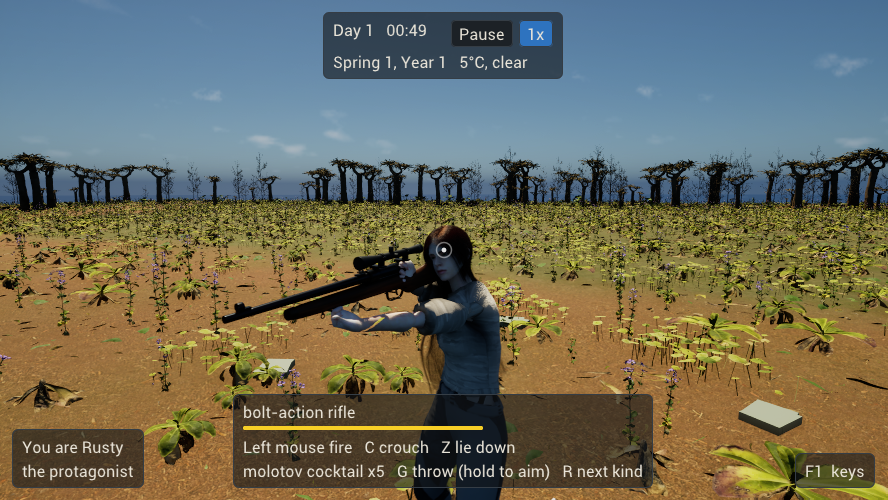 Day 1 00:49 Pause 1x
Spring 1, Year 1 5°C, clear
bolt-action rifle
Left mouse fire C crouch Z lie down
molotov cocktail x5 G throw (hold to aim) R next kind
You are Rusty
the protagonist
F1 keys